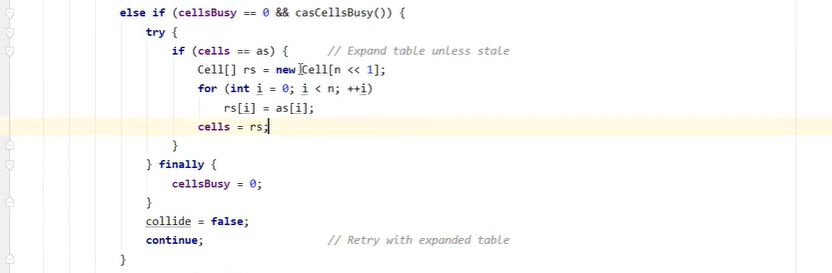 else if (cellsBusy == 0 && casCellsBusy()) {
try {
if (cells == as) {      // Expand table unless stale
Cell[] rs = new Cell[n << 1];
for (int i = 0; i < n; ++i)
rs[i] = as[i];
cells = rs;
}
} finally {
cellsBusy = 0;
}
collide = false;
continue;      // Retry with expanded table
}